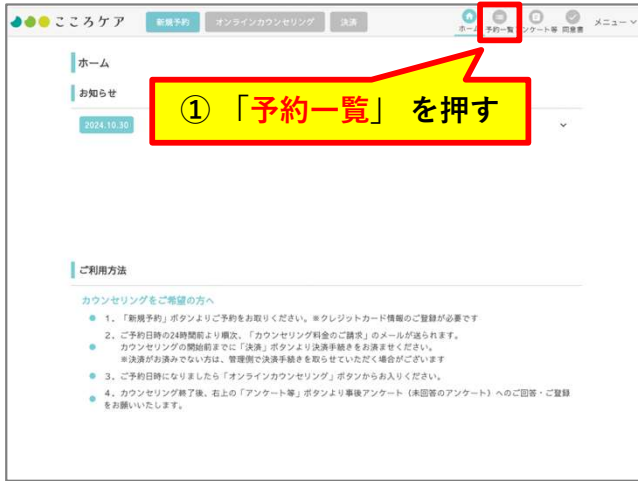 こころケア
新規予約
オンラインカウンセリング
決済
ホーム
予約一覧
ンケート等
同意書
メニュー
ホーム
お知らせ
① 「予約一覧」 を押す
2024.10.30
ご利用方法
カウンセリングをご希望の方へ
1、「新規予約」ボタンよりご予約をお取りください。※クレジットカード情報のご登録が必要です
2、ご予約日時の24時間前より順次、「カウンセリング料金のご請求」のメールが送られます。
カウンセリングの開始前までに「決済」ボタンより決済手続きをお済ませください。
※決済がお済みでない方は、管理側で決済手続きを取らせていただく場合がございます
3、ご予約日時になりましたら「オンラインカウンセリング」ボタンからお入りください。
4、カウンセリング終了後、右上の「アンケート等」ボタンより事後アンケート（未回答のアンケート）へのご回答・ご登録
をお願いいたします。